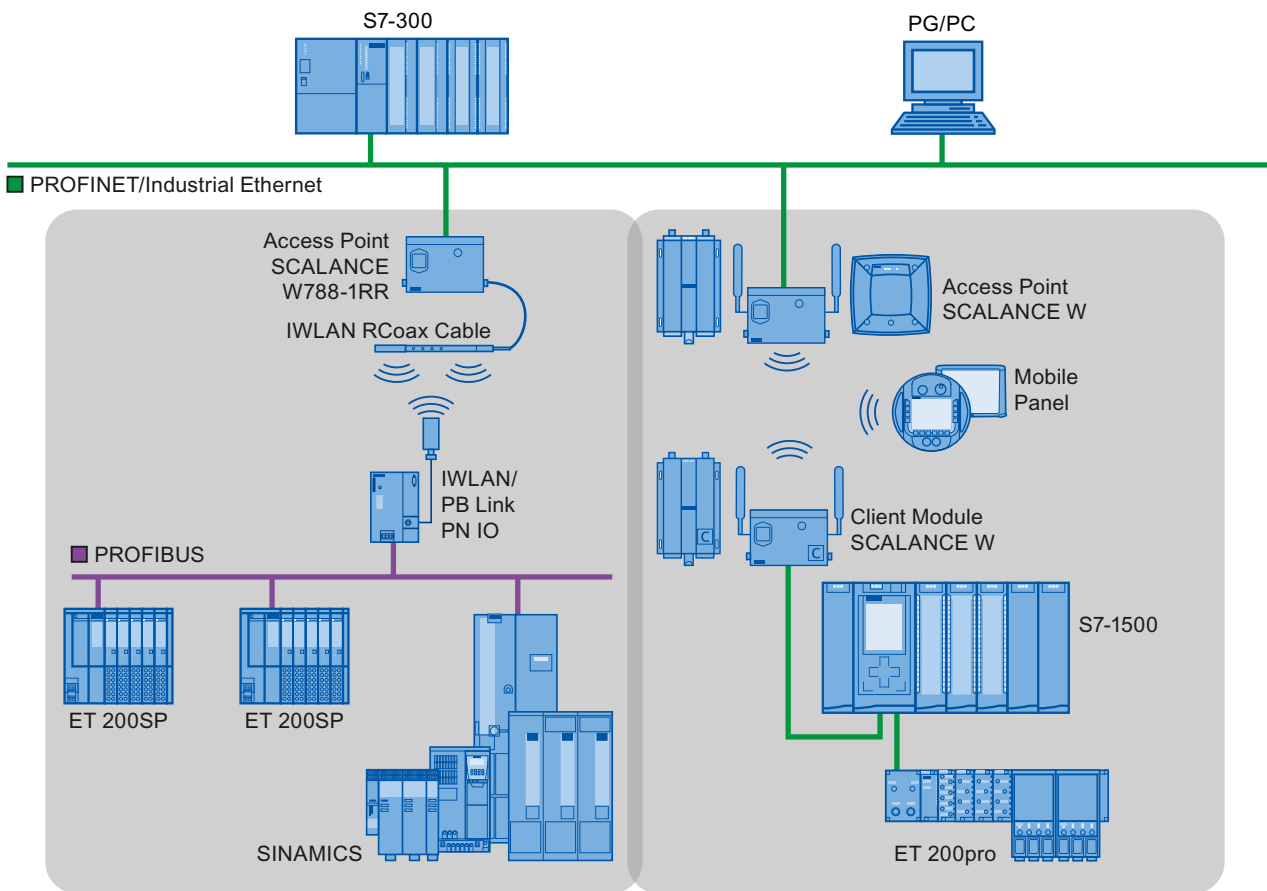 S7-300
PG/PC
PROFINET/Industrial Ethernet
Access Point
SCALANCE
W788-1RR
IWLAN RCoax Cable
IWLAN/
PB Link
PN IO
PROFIBUS
ET 200SP
ET 200SP
SINAMICS
Access Point
SCALANCE W
Mobile
Panel
C
C
Client Module
SCALANCE W
S7-1500
ET 200pro